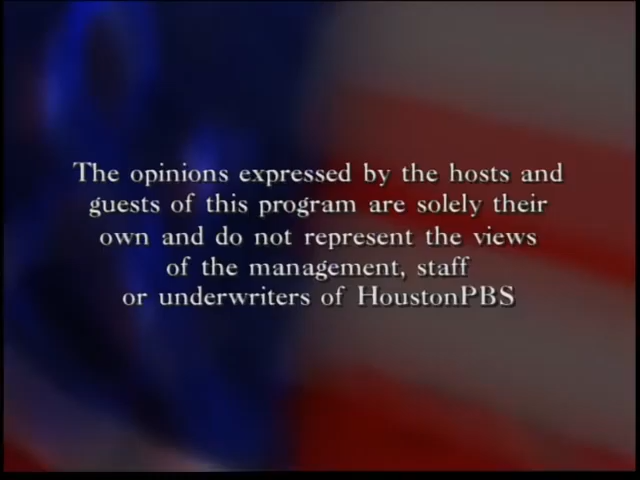 The opinions expressed by the hosts and
guests of this program are solely their
own and do not represent the views
of the management, staff
or underwriters of HoustonPBS